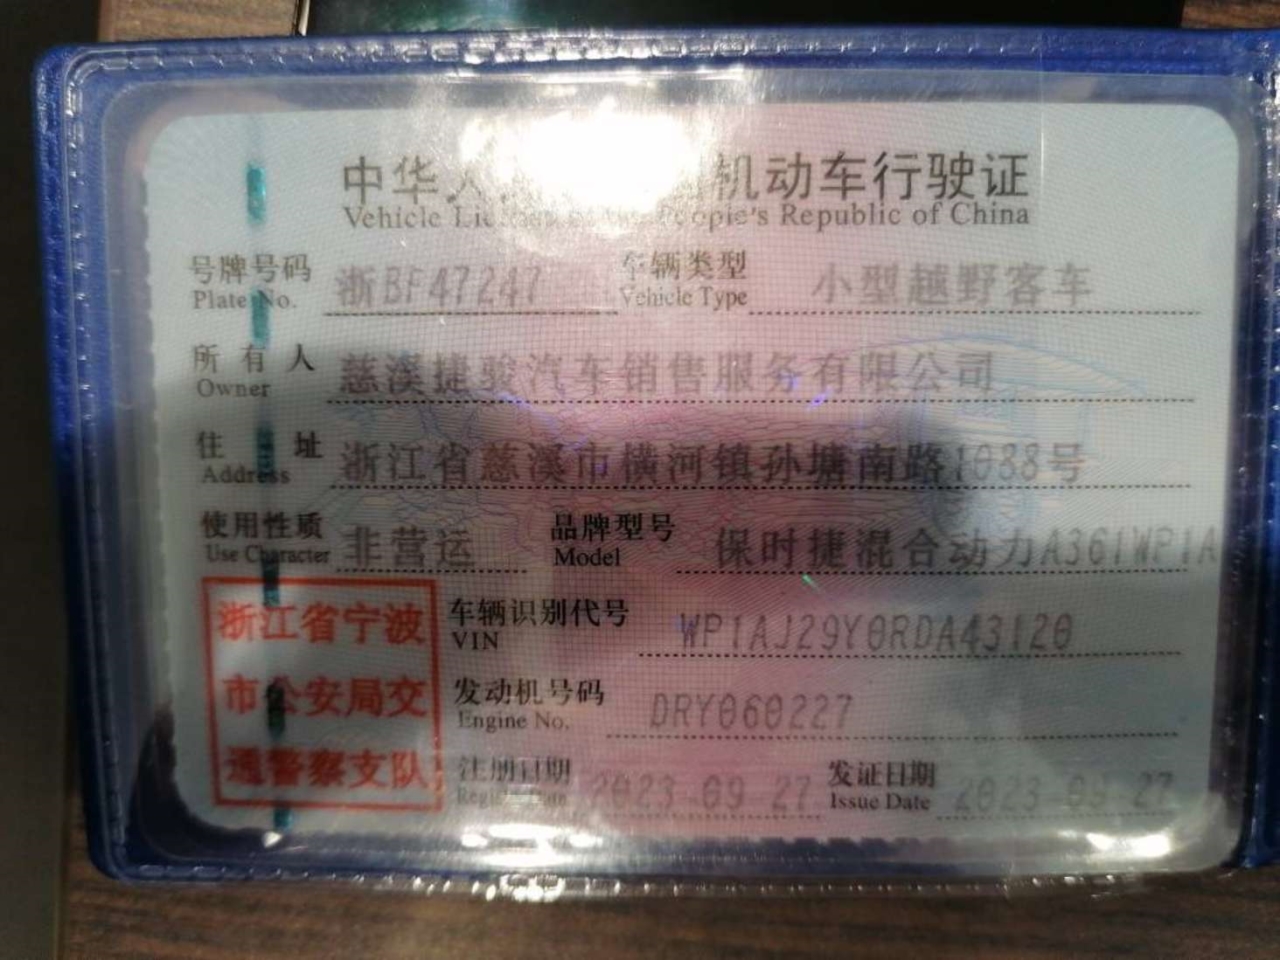 中华人 机动车行驶证
Vehicle License of the People's Republic of China
号牌号码 浙BF47247 车辆类型 小型越野客车
Plate No. Vehicle Type
所有人 慈溪捷骏汽车销售服务有限公司
Owner
住址 浙江省慈溪市横河镇孙塘南路1088号
Address
使用性质 非营运 品牌型号 保时捷混合动力A361WP1A
Use Character Model
浙江省宁波 车辆识别代号 WP1AJ29Y0RDA43120
VIN
市公安局交 发动机号码 DRY060227
Engine No.
通警察支队 注册日期 2023 09 27 发证日期 2023 09 27
Register Date Issue Date